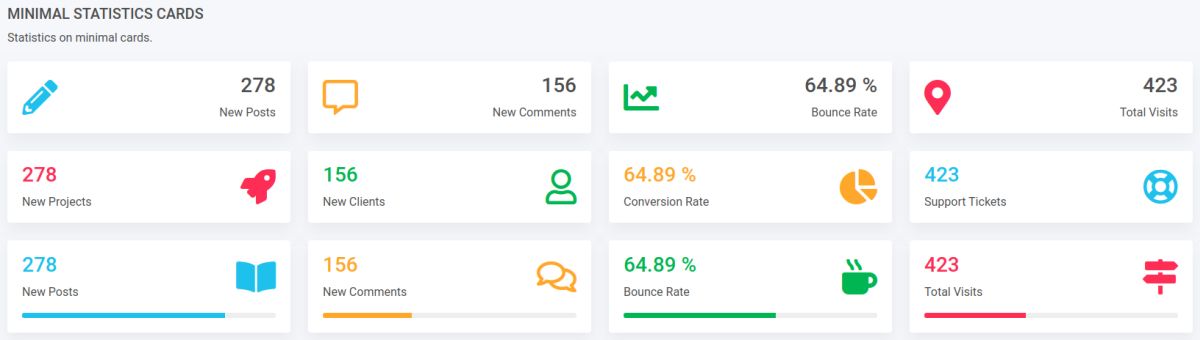 MINIMAL STATISTICS CARDS
Statistics on minimal cards.
278
New Posts
156
New Comments
64.89 %
Bounce Rate
423
Total Visits
278
New Projects
156
New Clients
64.89 %
Conversion Rate
423
Support Tickets
278
New Posts
156
New Comments
64.89 %
Bounce Rate
423
Total Visits